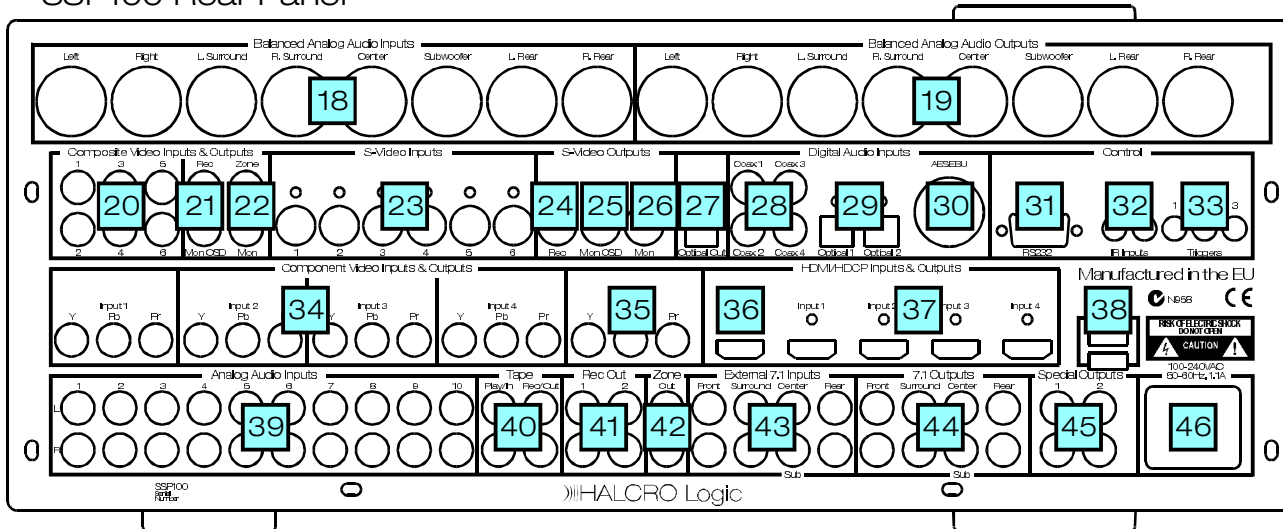 SSP100 Rear Panel
Balanced Analog Audio Inputs
Balanced Analog Audio Outputs
Left Right L. Surround R. Surround Center Subwoofer L. Rear R. Rear
Left Right L. Surround R. Surround Center Subwoofer L. Rear R. Rear
18
19
Composite Video Inputs & Outputs
S-Video Inputs
S-Video Outputs
Digital Audio Inputs
Control
1 3 5 Rec Zone
Coax 1 Coax 3 AESEBU
20 21 22 23 24 25 26 27 28 29 30 31 32 33
1 3
2 4 6 Mon OSD Mon
1 2 3 4 5 6
Rec Mon OSD Mon Optical Out Coax 2 Coax 4 Optical 1 Optical 2 RS232 IR Inputs Triggers
Component Video Inputs & Outputs
HDMI/HDCP Inputs & Outputs
Manufactured in the EU
Input 1 Input 2 Input 3 Input 4
Y Pb Pr Y Pb Y Pb Pr Y Pb Pr Y Pr
34 35 36 37 38
Input 1 Input 2 Input 3 Input 4
N956 CE
RISK OF ELECTRIC SHOCK
DO NOT OPEN
CAUTION
100-240VAC
50-60Hz, 1.1A
Analog Audio Inputs
Tape
Rec Out
Zone
External 7.1 Inputs
7.1 Outputs
Special Outputs
1 2 3 4 5 6 7 8 9 10
Play/In Rec/Out
1 2
Out
Front Surround Center Rear
Front Surround Center Rear
1 2
L
R
39 40 41 42 43 44 45 46
Sub
Sub
SSP100
Serial
Number
HALCRO Logic